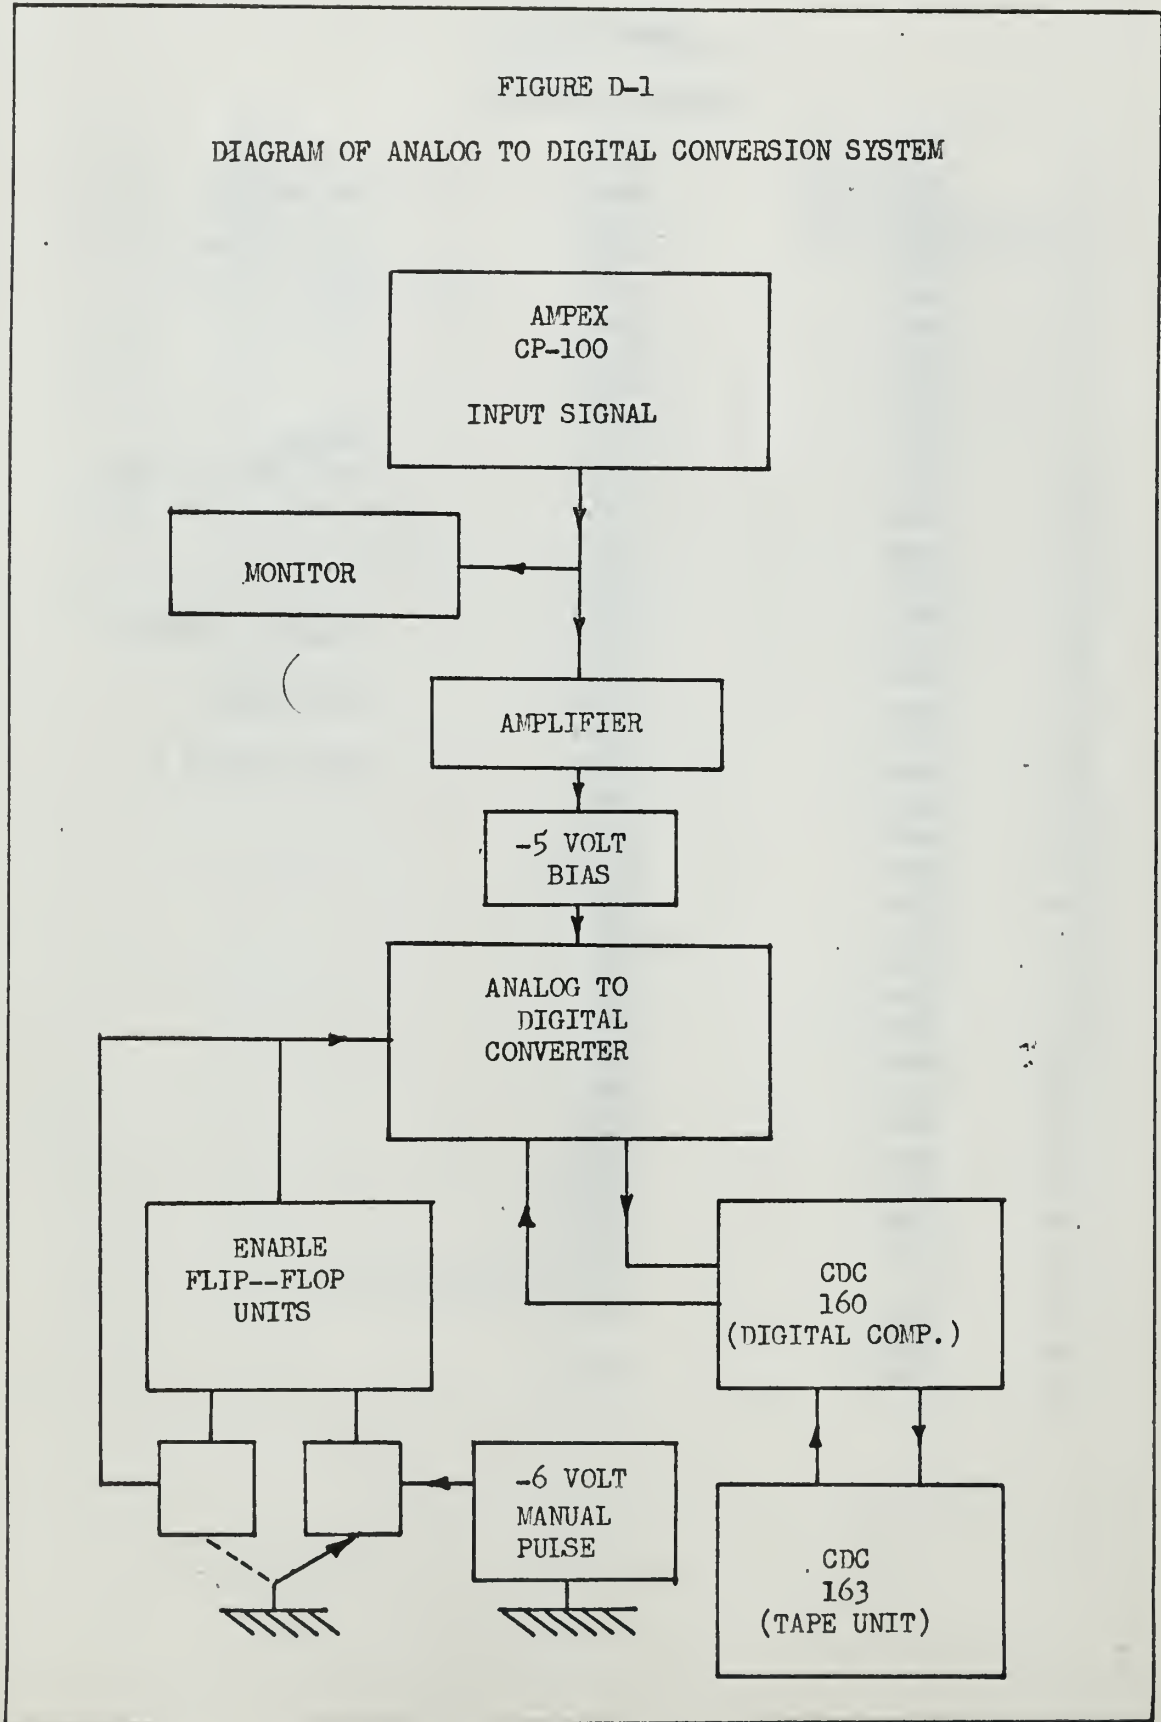 FIGURE D-1
DIAGRAM OF ANALOG TO DIGITAL CONVERSION SYSTEM
AMPEX
CP-100
INPUT SIGNAL
MONITOR
AMPLIFIER
-5 VOLT
BIAS
ANALOG TO
DIGITAL
CONVERTER
ENABLE
FLIP--FLOP
UNITS
CDC
160
(DIGITAL COMP.)
-6 VOLT
MANUAL
PULSE
CDC
163
(TAPE UNIT)